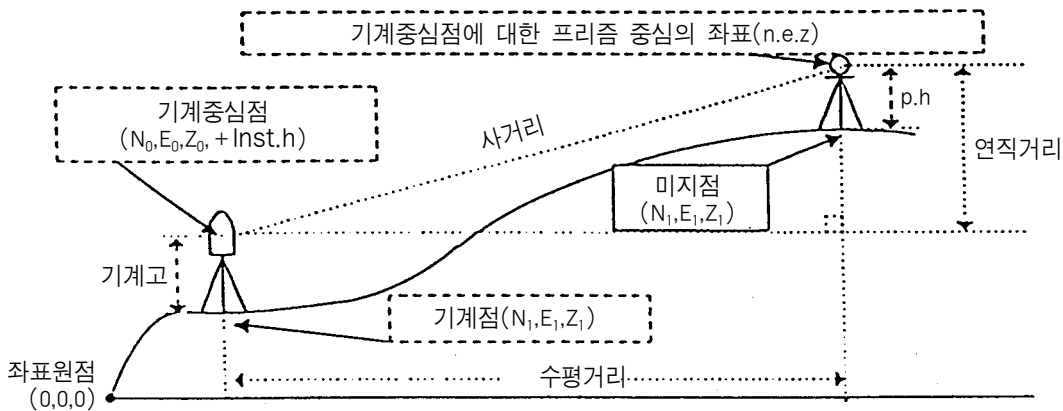 기계중심점에 대한 프리즘 중심의 좌표(n.e.z)
기계중심점
(N₀,E₀,Z₀, + Inst.h)
사거리
p.h
연직거리
미지점
(N₁,E₁,Z₁)
기계고
기계점(N₁,E₁,Z₁)
좌표원점
(0,0,0)
수평거리